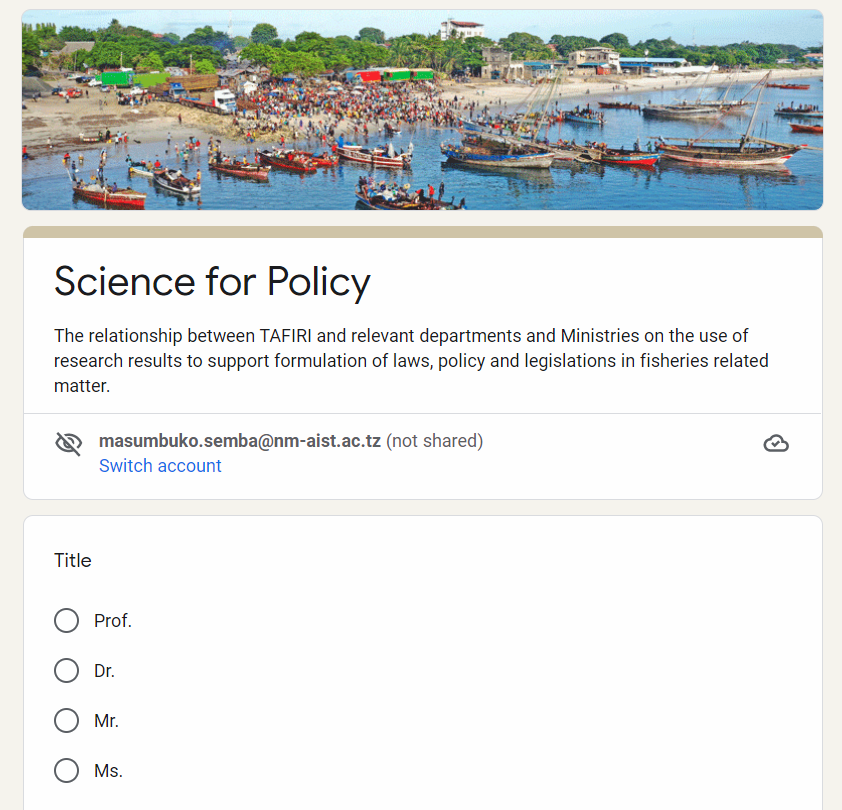 Science for Policy
The relationship between TAFIRI and relevant departments and Ministries on the use of
research results to support formulation of laws, policy and legislations in fisheries related
matter.
masumbuko.semba@nm-aist.ac.tz (not shared)
Switch account
Title
Prof.
Dr.
Mr.
Ms.